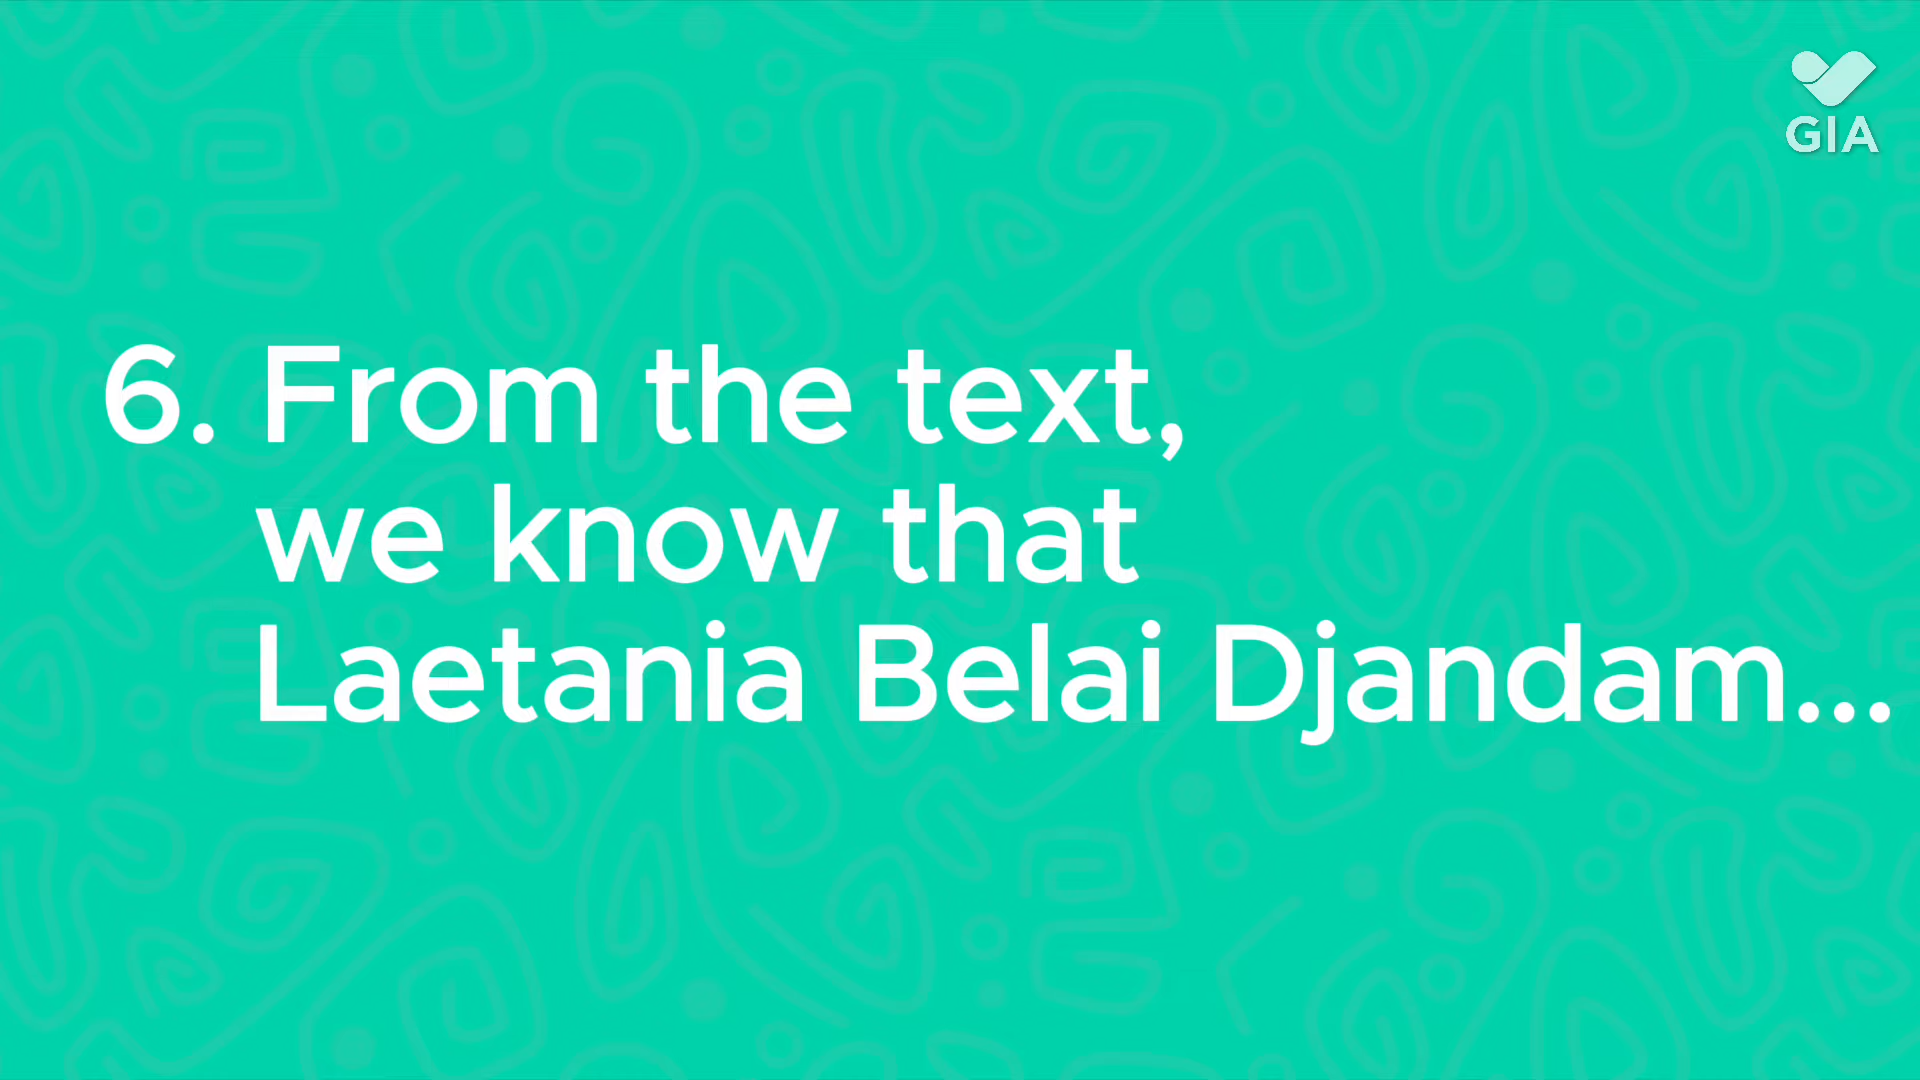 GIA
6. From the text,
we know that
Laetania Belai Djandam...